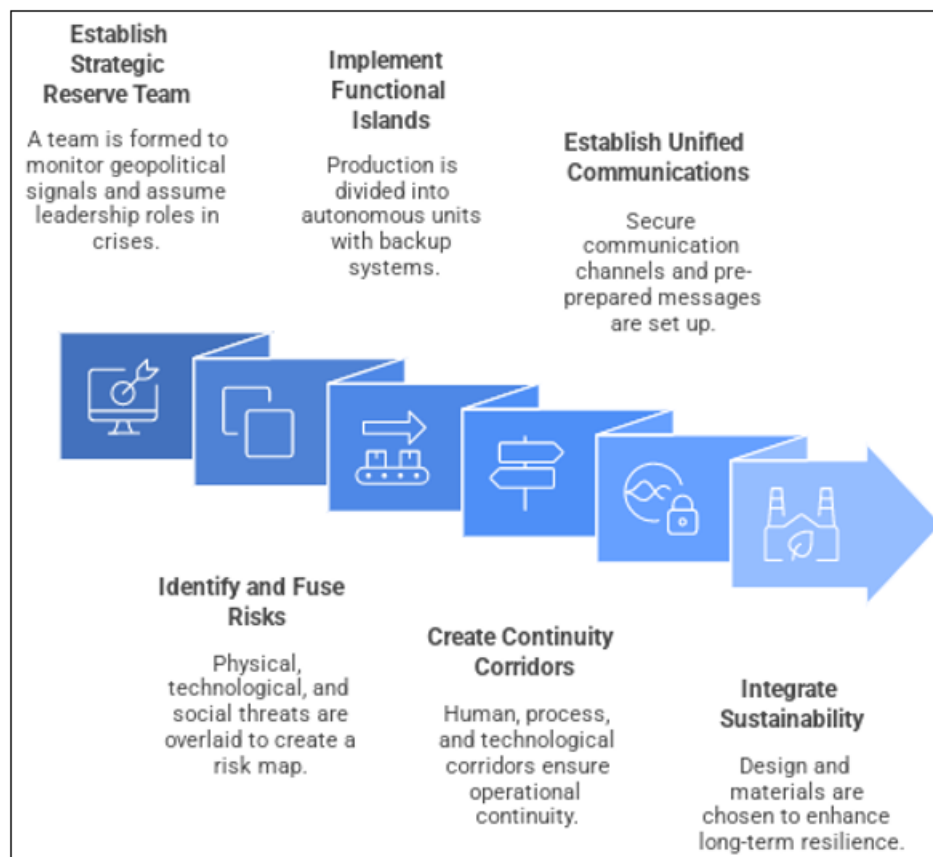 Establish
Strategic
Reserve Team
A team is formed to
monitor geopolitical
signals and assume
leadership roles in
crises.
Identify and Fuse
Risks
Physical,
technological, and
social threats are
overlaid to create a
risk map.
Implement
Functional
Islands
Production is
divided into
autonomous units
with backup
systems.
Create Continuity
Corridors
Human, process,
and technological
corridors ensure
operational
continuity.
Establish Unified
Communications
Secure
communication
channels and pre-
prepared messages
are set up.
Integrate
Sustainability
Design and
materials are
chosen to enhance
long-term resilience.